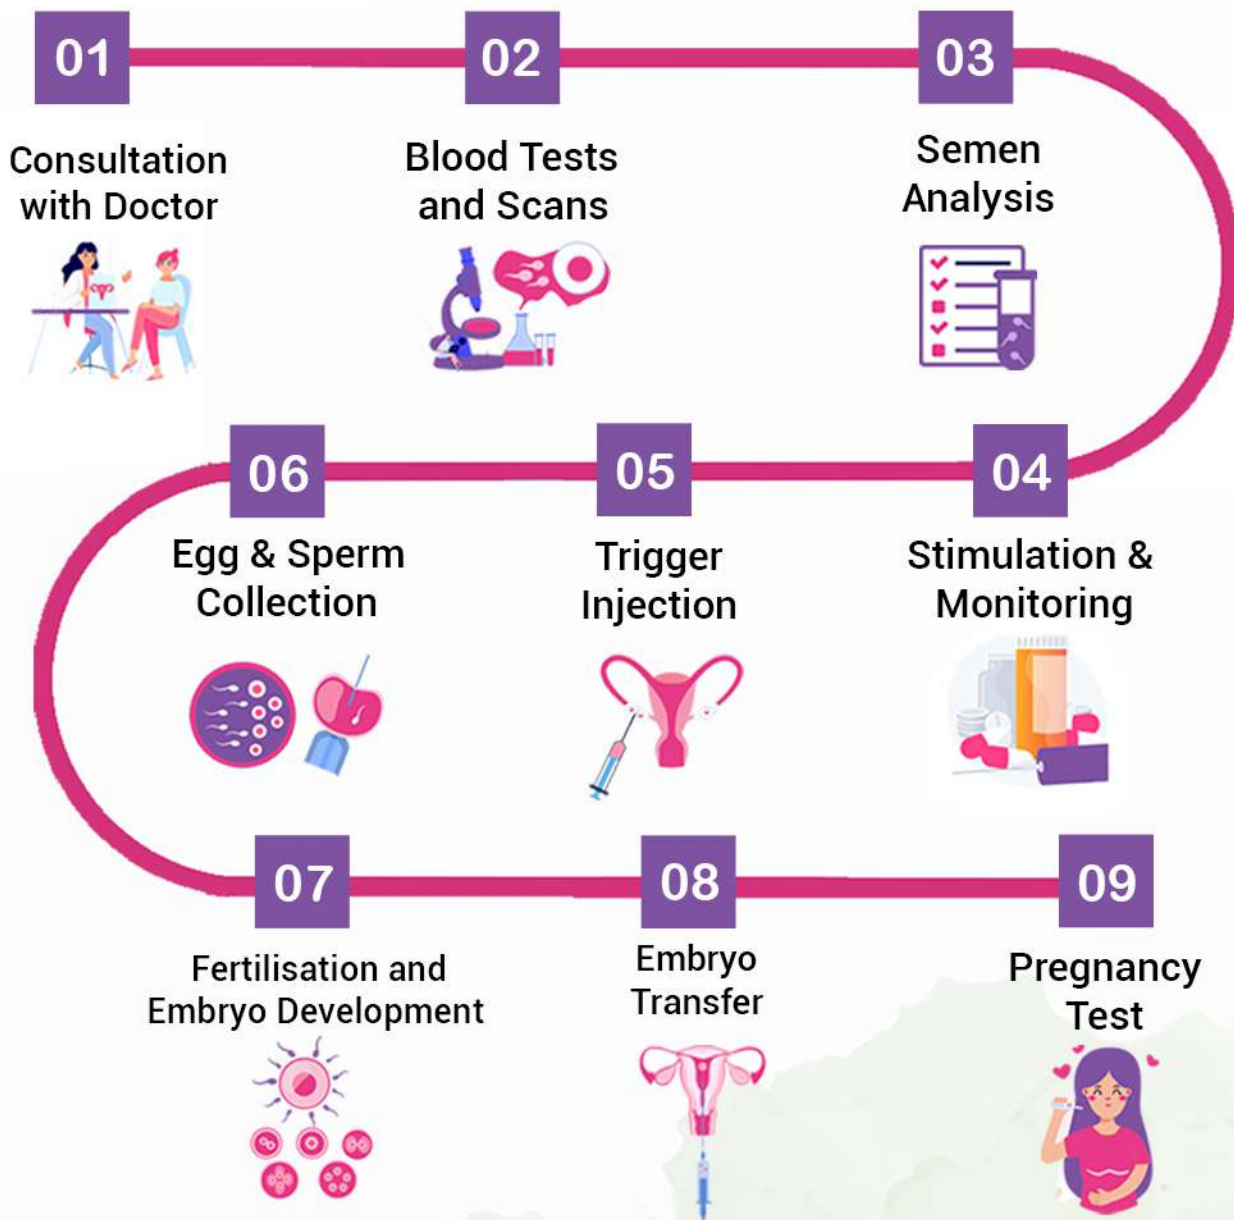 01
Consultation
with Doctor
02
Blood Tests
and Scans
03
Semen
Analysis
04
Stimulation &
Monitoring
05
Trigger
Injection
06
Egg & Sperm
Collection
07
Fertilisation and
Embryo Development
08
Embryo
Transfer
09
Pregnancy
Test